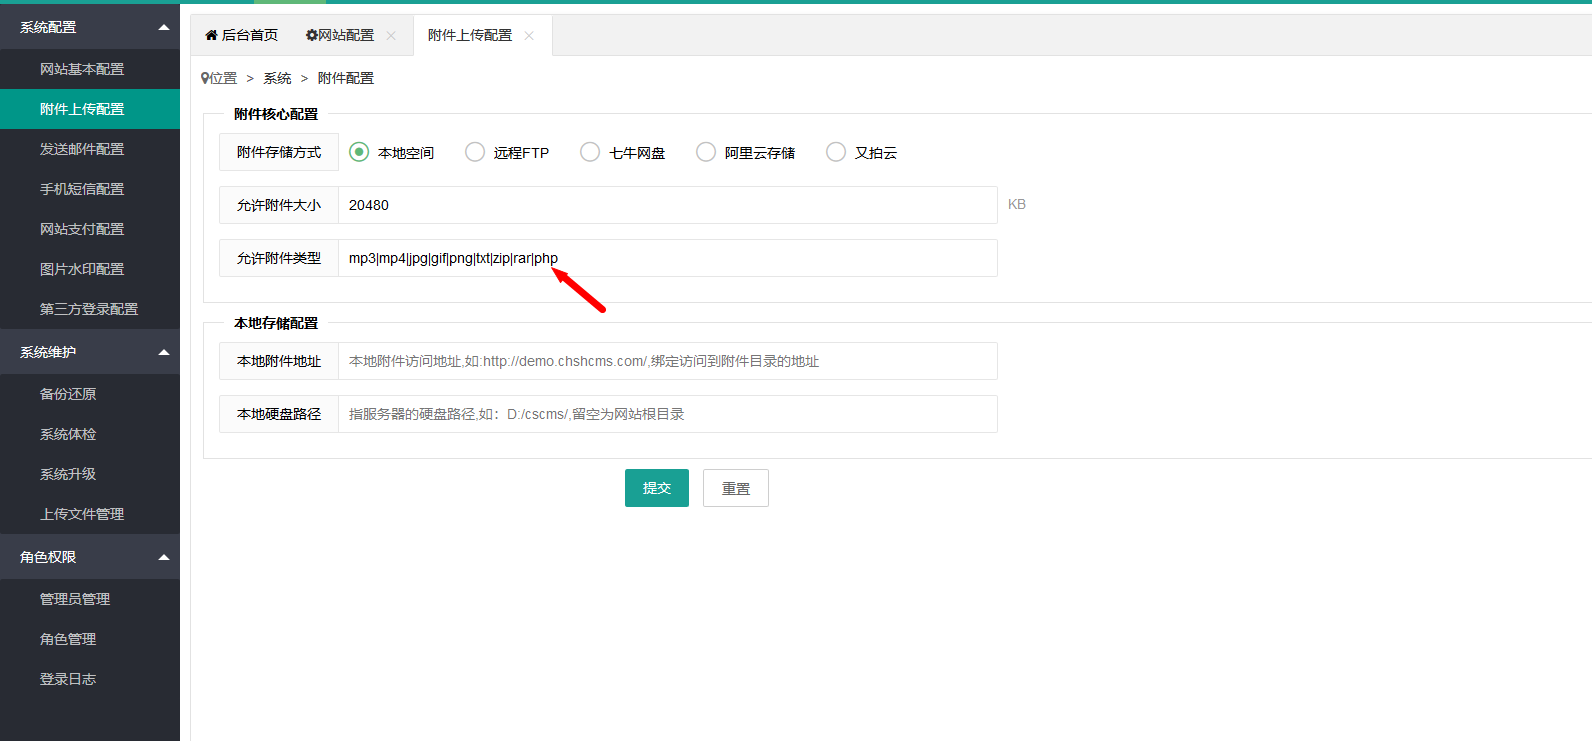 系统配置
网站基本配置
附件上传配置
发送邮件配置
手机短信配置
网站支付配置
图片水印配置
第三方登录配置
系统维护
备份还原
系统体检
系统升级
上传文件管理
角色权限
管理员管理
角色管理
登录日志
后台首页 网站配置 × 附件上传配置 ×
位置 > 系统 > 附件配置
附件核心配置
附件存储方式 本地空间 远程FTP 七牛网盘 阿里云存储 又拍云
允许附件大小 20480 KB
允许附件类型 mp3|mp4|jpg|gif|png|txt|zip|rar|php
本地存储配置
本地附件地址 本地附件访问地址,如:http://demo.chshcms.com/,绑定访问到附件目录的地址
本地硬盘路径 指服务器的硬盘路径,如：D:/cscms/,留空为网站根目录
提交 重置